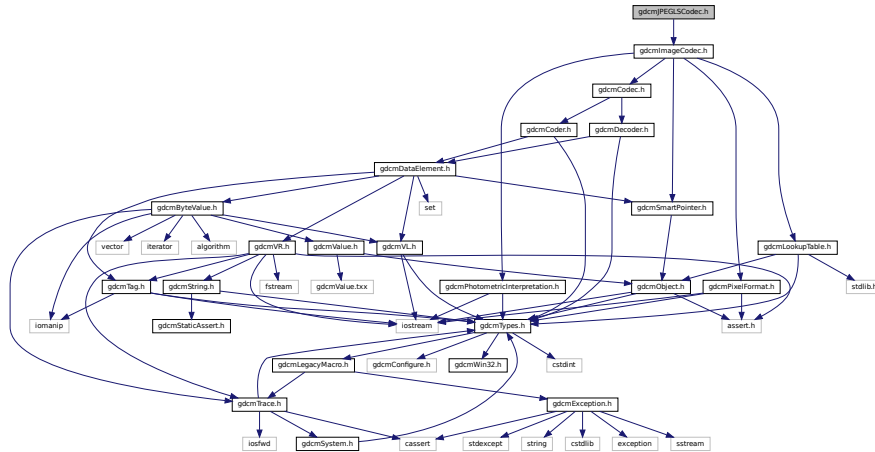 gdcmJPEGLSCodec.h
gdcmImageCodec.h
gdcmCodec.h
gdcmCoder.h
gdcmDecoder.h
gdcmDataElement.h
gdcmByteValue.h
set
gdcmSmartPointer.h
vector
iterator
algorithm
gdcmVR.h
gdcmValue.h
gdcmVL.h
gdcmLookupTable.h
gdcmTag.h
gdcmString.h
fstream
gdcmValue.txx
gdcmPhotometricInterpretation.h
gdcmObject.h
gdcmPixelFormat.h
stdlib.h
iomanip
gdcmStaticAssert.h
iostream
gdcmTypes.h
assert.h
gdcmLegacyMacro.h
gdcmConfigure.h
gdcmWin32.h
cstdint
gdcmTrace.h
gdcmException.h
iosfwd
gdcmSystem.h
cassert
stdexcept
string
cstdlib
exception
sstream